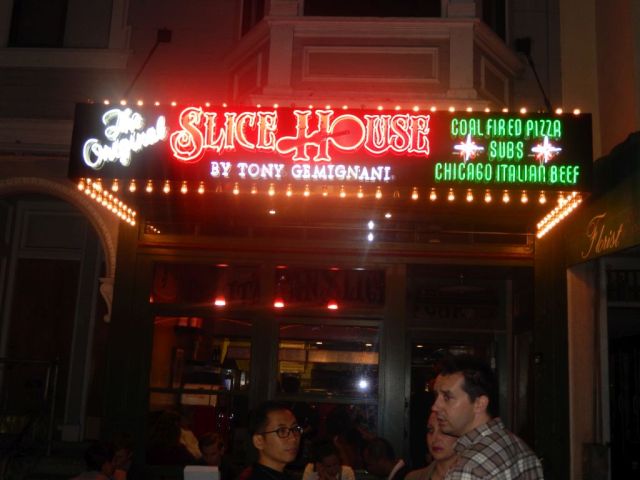 The
Original
SLICE HOUSE
BY TONY GEMIGNANI
COAL FIRED PIZZA
SUBS
CHICAGO ITALIAN BEEF
Florist